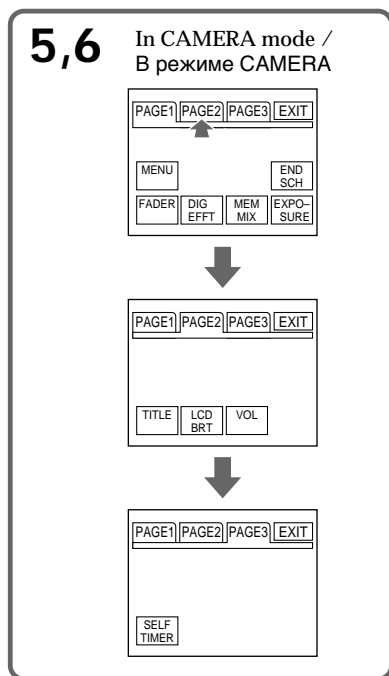 5,6
In CAMERA mode /
В режиме CAMERA
PAGE1 PAGE2 PAGE3 EXIT
MENU END SCH
FADER DIG EFFT MEM MIX EXPO– SURE
PAGE1 PAGE2 PAGE3 EXIT
TITLE LCD BRT VOL
PAGE1 PAGE2 PAGE3 EXIT
SELF
TIMER